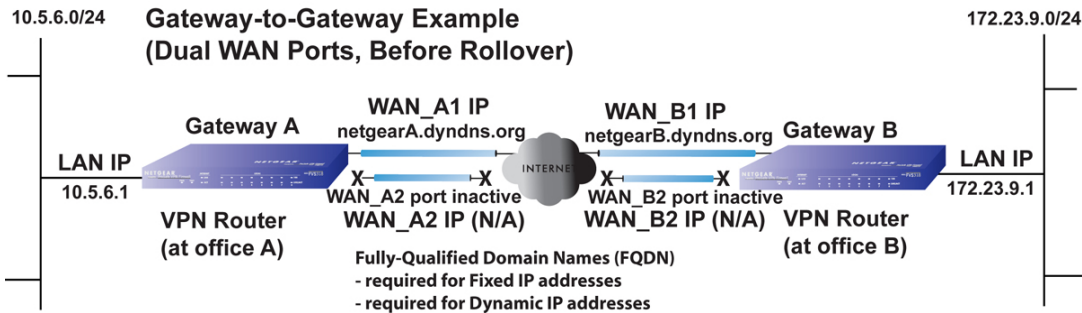 10.5.6.0/24
Gateway-to-Gateway Example
(Dual WAN Ports, Before Rollover)
172.23.9.0/24
WAN_A1 IP
netgearA.dyndns.org
WAN_B1 IP
netgearB.dyndns.org
Gateway A
Gateway B
LAN IP
10.5.6.1
NETGEAR
NETGEAR
INTERNET
NETGEAR
NETGEAR
LAN IP
172.23.9.1
X
X
X
X
WAN_A2 port inactive
WAN_A2 IP (N/A)
WAN_B2 port inactive
WAN_B2 IP (N/A)
VPN Router
(at office A)
VPN Router
(at office B)
Fully-Qualified Domain Names (FQDN)
- required for Fixed IP addresses
- required for Dynamic IP addresses